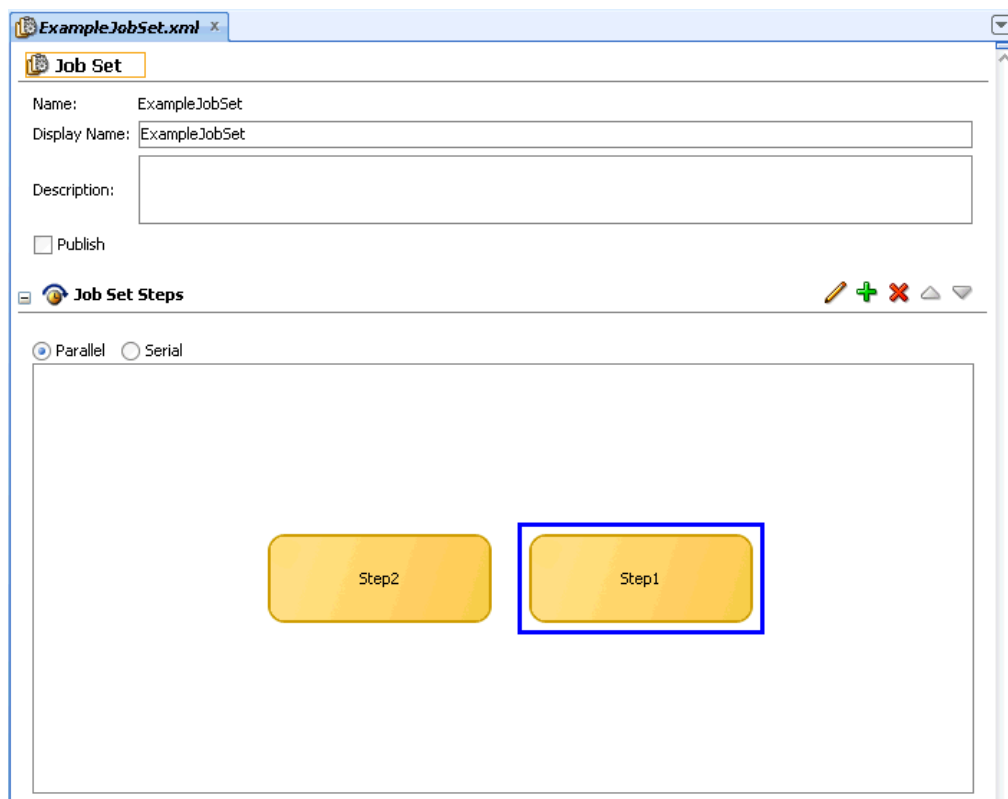 ExampleJobSet.xml x
Job Set
Name: ExampleJobSet
Display Name: ExampleJobSet
Description:
Publish
Job Set Steps
Parallel Serial
Step2 Step1